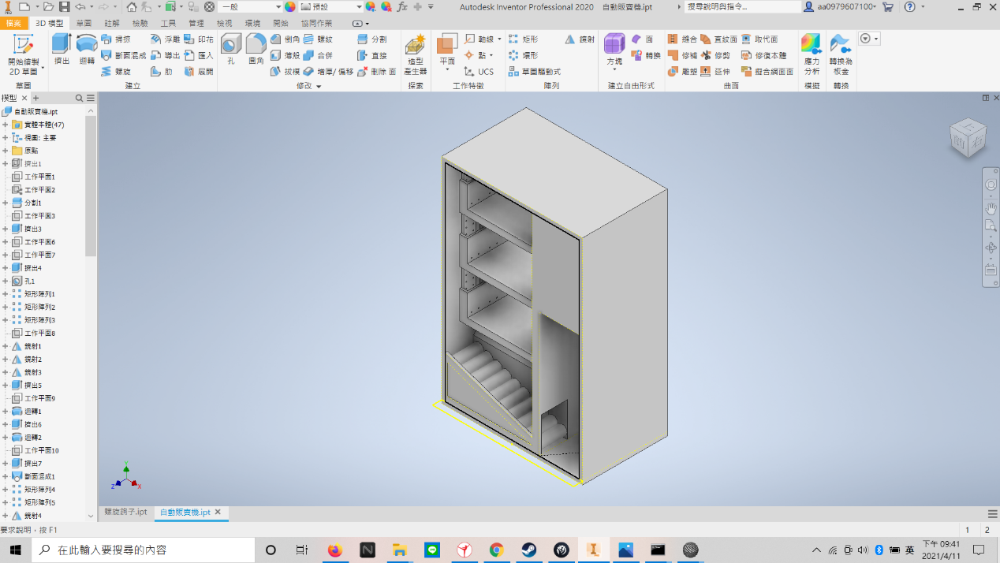 一般
預設
Autodesk Inventor Professional 2020 自動販賣機.ipt
搜尋說明與指令...
aa0979607100
檔案
3D 模型
草圖
註解
檢驗
工具
管理
檢視
環境
開始
協同作業
開始繪製
2D 草圖
草圖
擠出
迴轉
掃掠
斷面混成
螺旋
浮雕
導出
肋
印花
匯入
展開
建立
孔
圓角
倒角
薄殼
拔模
螺紋
合併
增厚/偏移
分割
直接
刪除 面
修改
造型
產生器
探索
平面
動線
點
UCS
工作特徵
矩形
環形
草圖驅動式
鏡射
陣列
方塊
面
轉換
建立自由形式
縫合
修補
雕塑
直紋面
修剪
延伸
取代面
修復本體
擬合網面面
曲面
應力
分析
模擬
轉換為
板金
轉換
模型
自動販賣機.ipt
實體本體(47)
視圖: 主要
原點
擠出1
工作平面1
工作平面2
分割1
工作平面3
擠出3
工作平面6
工作平面7
擠出4
孔1
矩形陣列1
矩形陣列2
矩形陣列3
工作平面8
鏡射1
鏡射2
鏡射3
擠出5
工作平面9
迴轉1
擠出6
迴轉2
工作平面10
擠出7
斷面混成1
矩形陣列4
矩形陣列5
鏡射4
Y
Z
X
自動販賣機.ipt
要求說明，按 F1
1
2
在此輸入要搜尋的內容
英
下午 09:41
2021/4/11